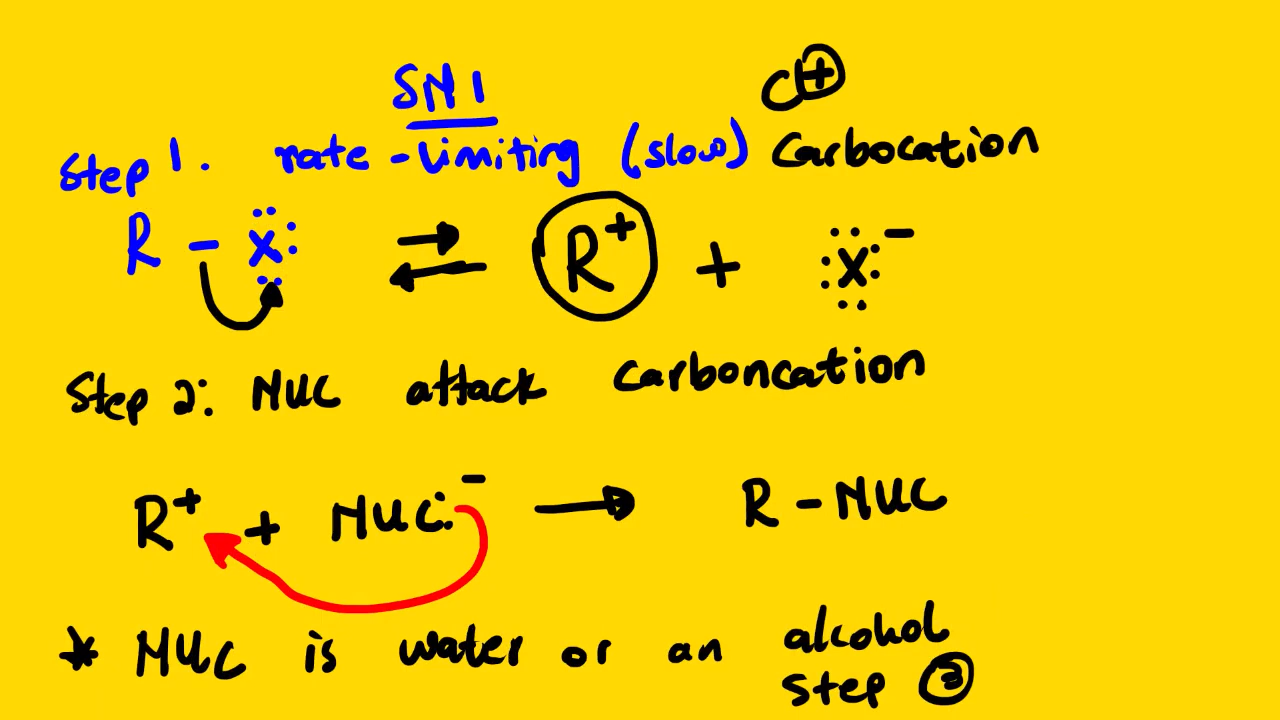 SN1
C⊕
Step 1. rate-limiting (slow) Carbocation
R - X ⇌ R⁺ + X⁻
Step 2: NUC attack Carboncation
R⁺ + NUC:⁻ → R - NUC
* NUC is water or an alcohol
step ③